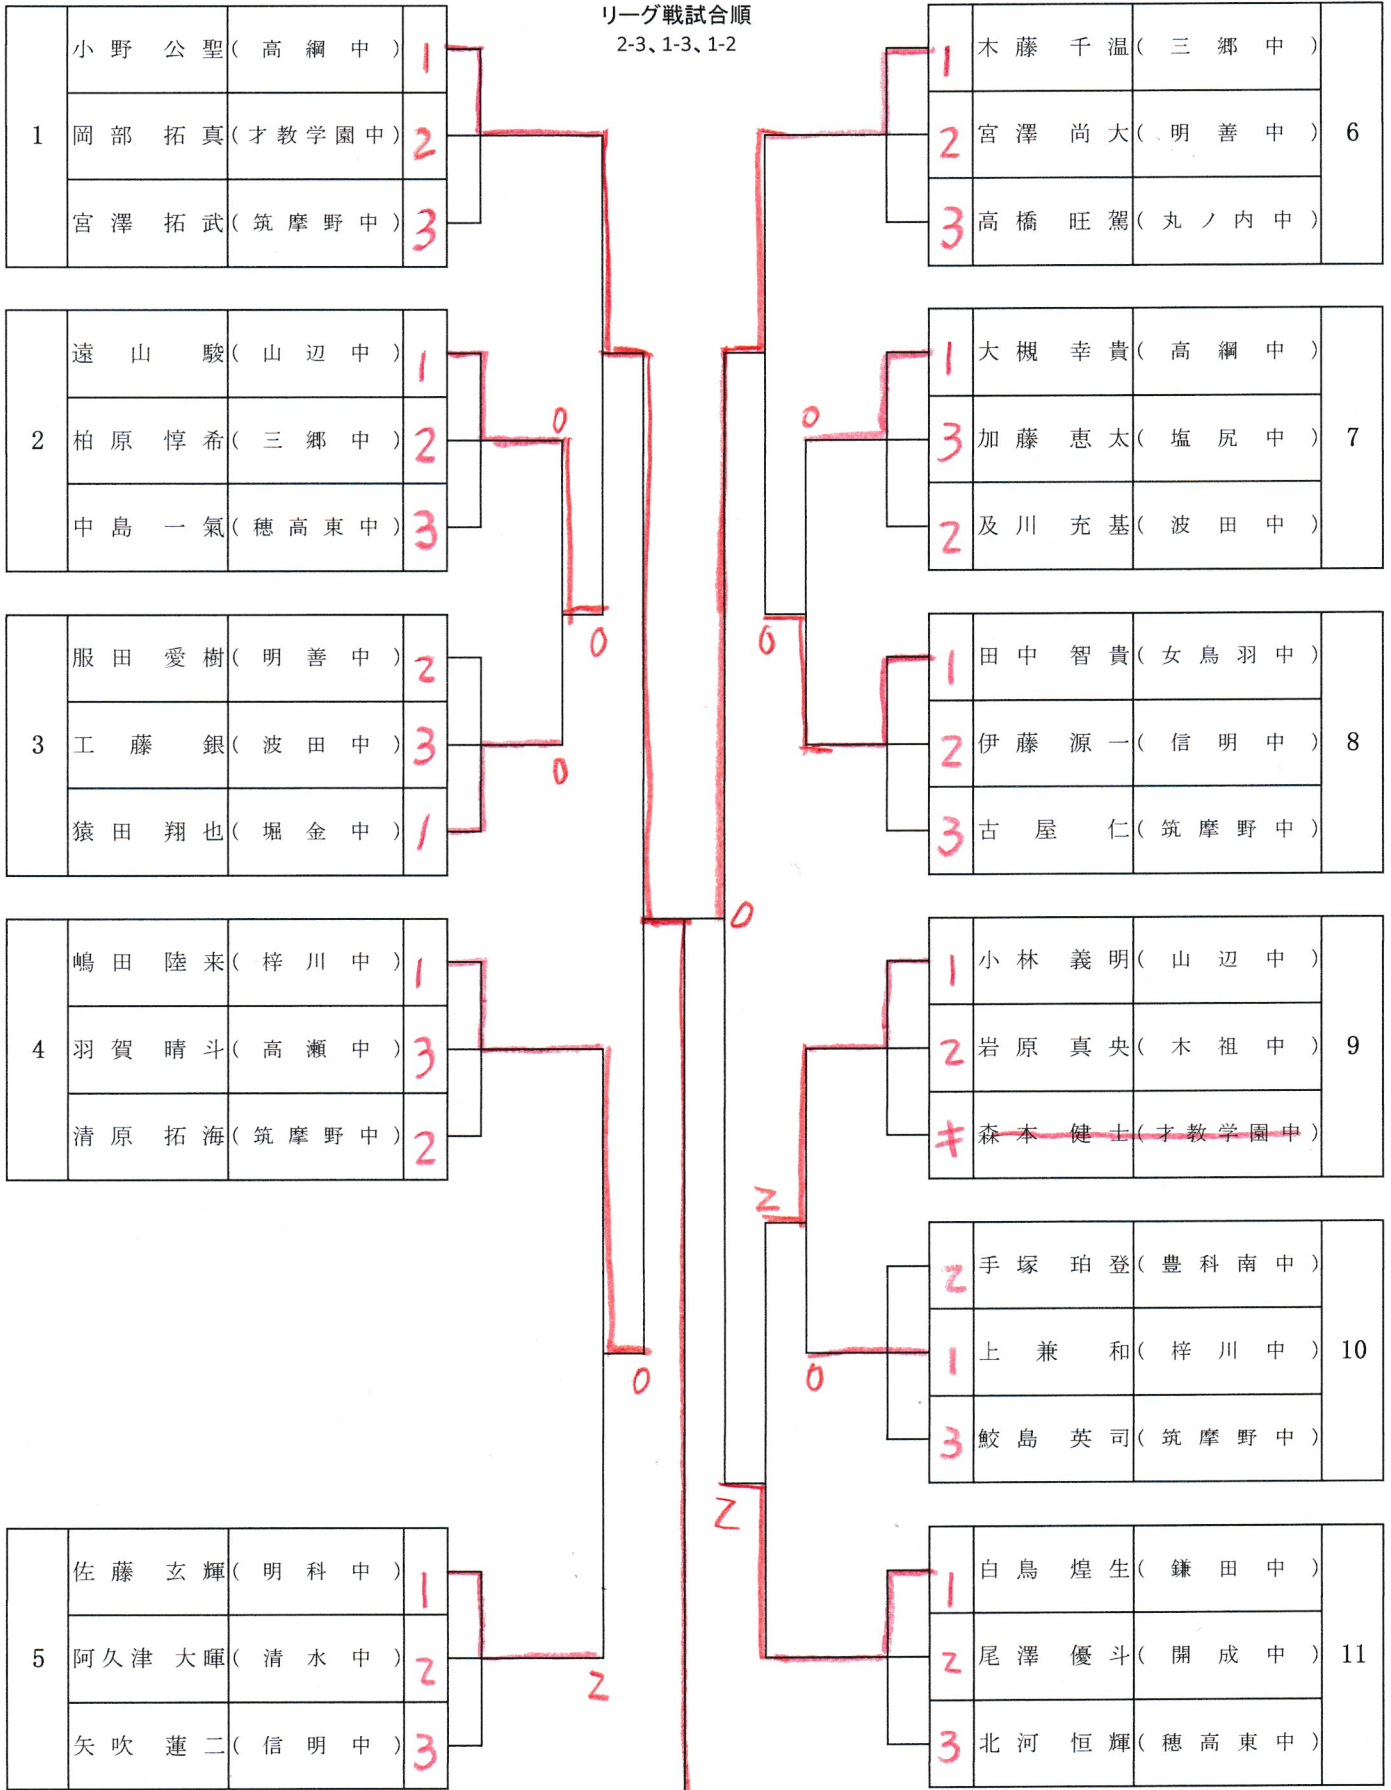 リーグ戦試合順
2-3、1-3、1-2
1
小野 公聖 ( 高綱中 ) 1
岡部 拓真 ( 才教学園中 ) 2
宮澤 拓武 ( 筑摩野中 ) 3
2
遠山 駿 ( 山辺中 ) 1
柏原 惇希 ( 三郷中 ) 2
中島 一氣 ( 穂高東中 ) 3
0
0
3
服田 愛樹 ( 明善中 ) 2
工藤 銀 ( 波田中 ) 3
猿田 翔也 ( 堀金中 ) 1
0
4
嶋田 陸来 ( 梓川中 ) 1
羽賀 晴斗 ( 高瀬中 ) 3
清原 拓海 ( 筑摩野中 ) 2
0
5
佐藤 玄輝 ( 明科中 ) 1
阿久津 大暉 ( 清水中 ) 2
矢吹 蓮二 ( 信明中 ) 3
2
1 木藤 千温 ( 三郷中 )
2 宮澤 尚大 ( 明善中 )
3 高橋 旺駕 ( 丸ノ内中 )
6
0
1 大槻 幸貴 ( 高綱中 )
3 加藤 恵太 ( 塩尻中 )
2 及川 充基 ( 波田中 )
7
0
1 田中 智貴 ( 女鳥羽中 )
2 伊藤 源一 ( 信明中 )
3 古屋 仁 ( 筑摩野中 )
8
0
1 小林 義明 ( 山辺中 )
2 岩原 真央 ( 木祖中 )
キ 森本 健士 ( 才教学園中 )
9
2
2 手塚 珀登 ( 豊科南中 )
1 上兼 和 ( 梓川中 )
3 鮫島 英司 ( 筑摩野中 )
10
0
2
1 白鳥 煌生 ( 鎌田中 )
2 尾澤 優斗 ( 開成中 )
3 北河 恒輝 ( 穂高東中 )
11